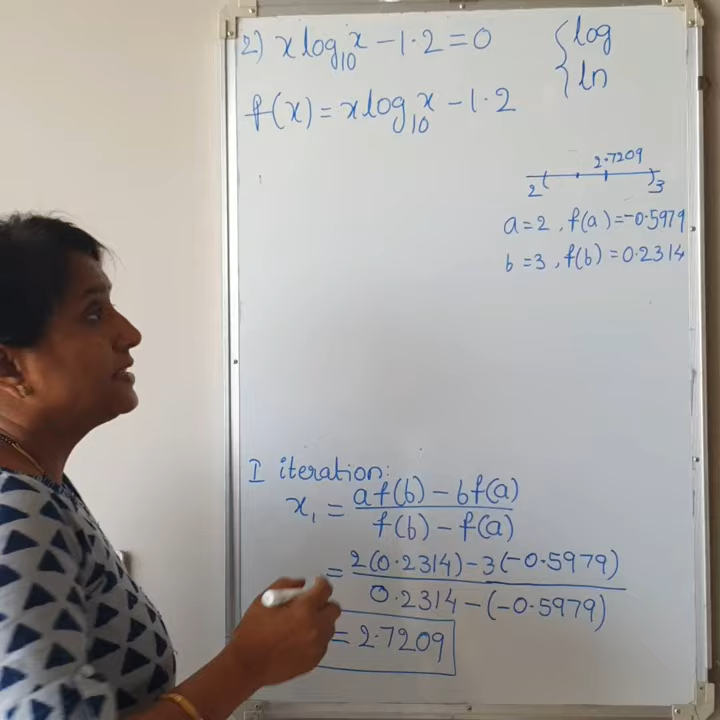 2) x log₁₀ x − 1·2 = 0
{ log
ln
f(x) = x log₁₀ x − 1·2
2·7209
2 3
a = 2 , f(a) = −0·5979
b = 3 , f(b) = 0·2314
I iteration:
x₁ = af(b) − bf(a) / f(b) − f(a)
= 2(0·2314) − 3(−0·5979) / 0·2314 − (−0·5979)
= 2·7209